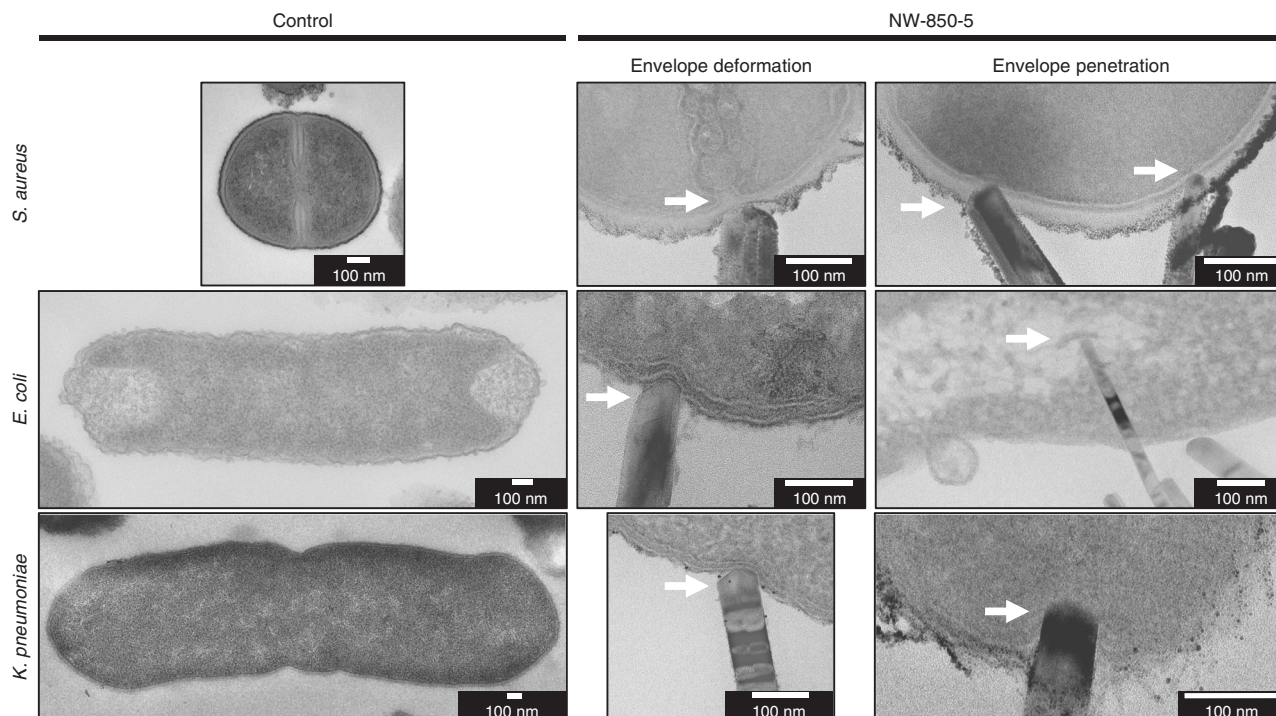 Control
NW-850-5
Envelope deformation
Envelope penetration
S. aureus
100 nm
100 nm
100 nm
E. coli
100 nm
100 nm
100 nm
K. pneumoniae
100 nm
100 nm
100 nm